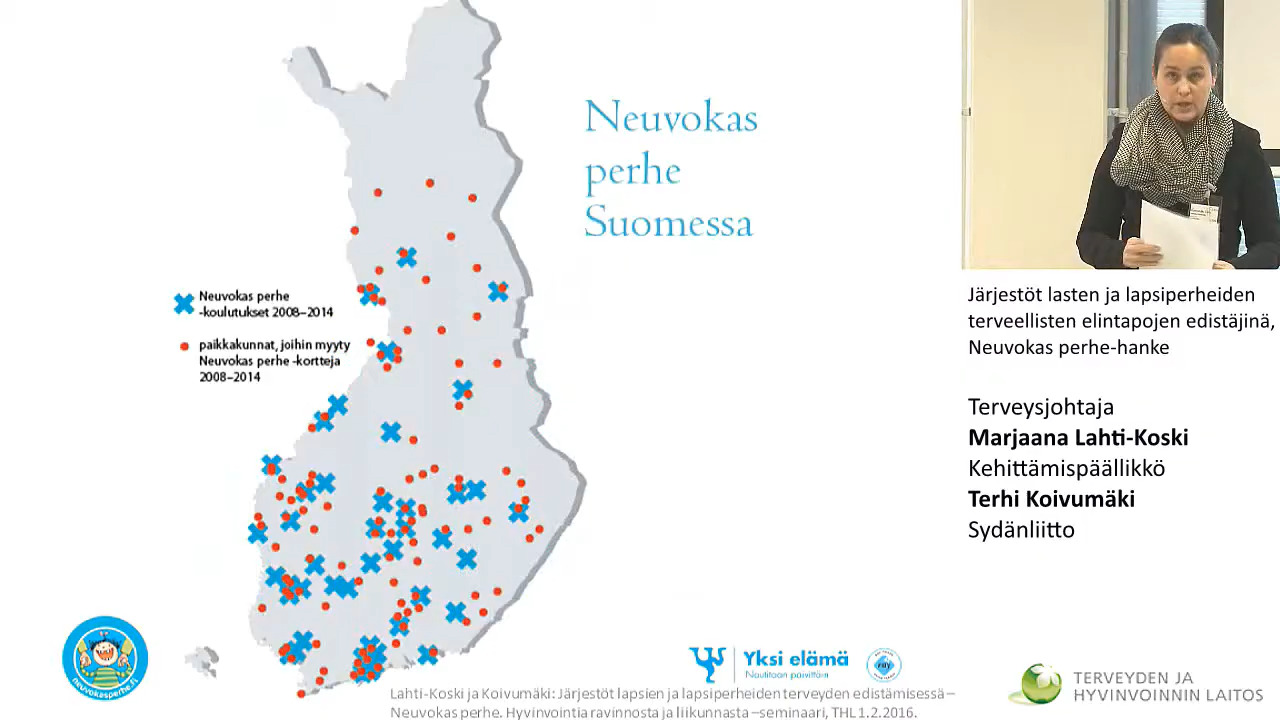 Neuvokas
perhe
Suomessa
Neuvokas perhe
-koulutukset 2008–2014
paikkakunnat, joihin myyty
Neuvokas perhe -kortteja
2008–2014
Järjestöt lasten ja lapsiperheiden
terveellisten elintapojen edistäjinä,
Neuvokas perhe-hanke
Terveysjohtaja
Marjaana Lahti-Koski
Kehittämispäällikkö
Terhi Koivumäki
Sydänliitto
neuvokasperhe.fi
Yksi elämä
Nautitaan päivittäin
Lahti-Koski ja Koivumäki: Järjestöt lapsien ja lapsiperheiden terveyden edistämisessä –
Neuvokas perhe. Hyvinvointia ravinnosta ja liikunnasta –seminaari, THL 1.2.2016.
TERVEYDEN JA
HYVINVOINNIN LAITOS